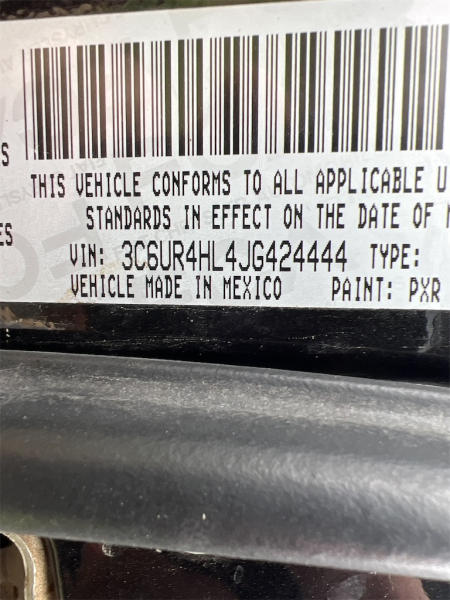 S
THIS VEHICLE CONFORMS TO ALL APPLICABLE U
STANDARDS IN EFFECT ON THE DATE OF M
ES
VIN: 3C6UR4HL4JG424444 TYPE:
VEHICLE MADE IN MEXICO PAINT: PXR